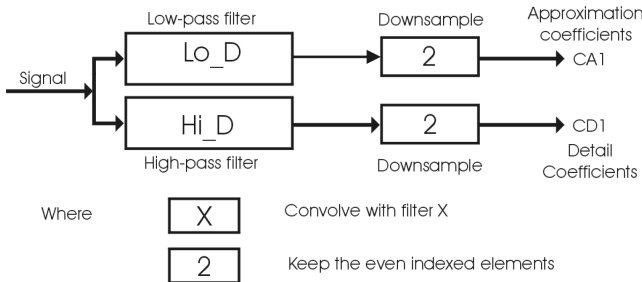 Low-pass filter
Downsample
Approximation
coefficients
Lo_D
2
CA1
Signal
Hi_D
2
CD1
High-pass filter
Downsample
Detail
Coefficients
Where
X
Convolve with filter X
2
Keep the even indexed elements